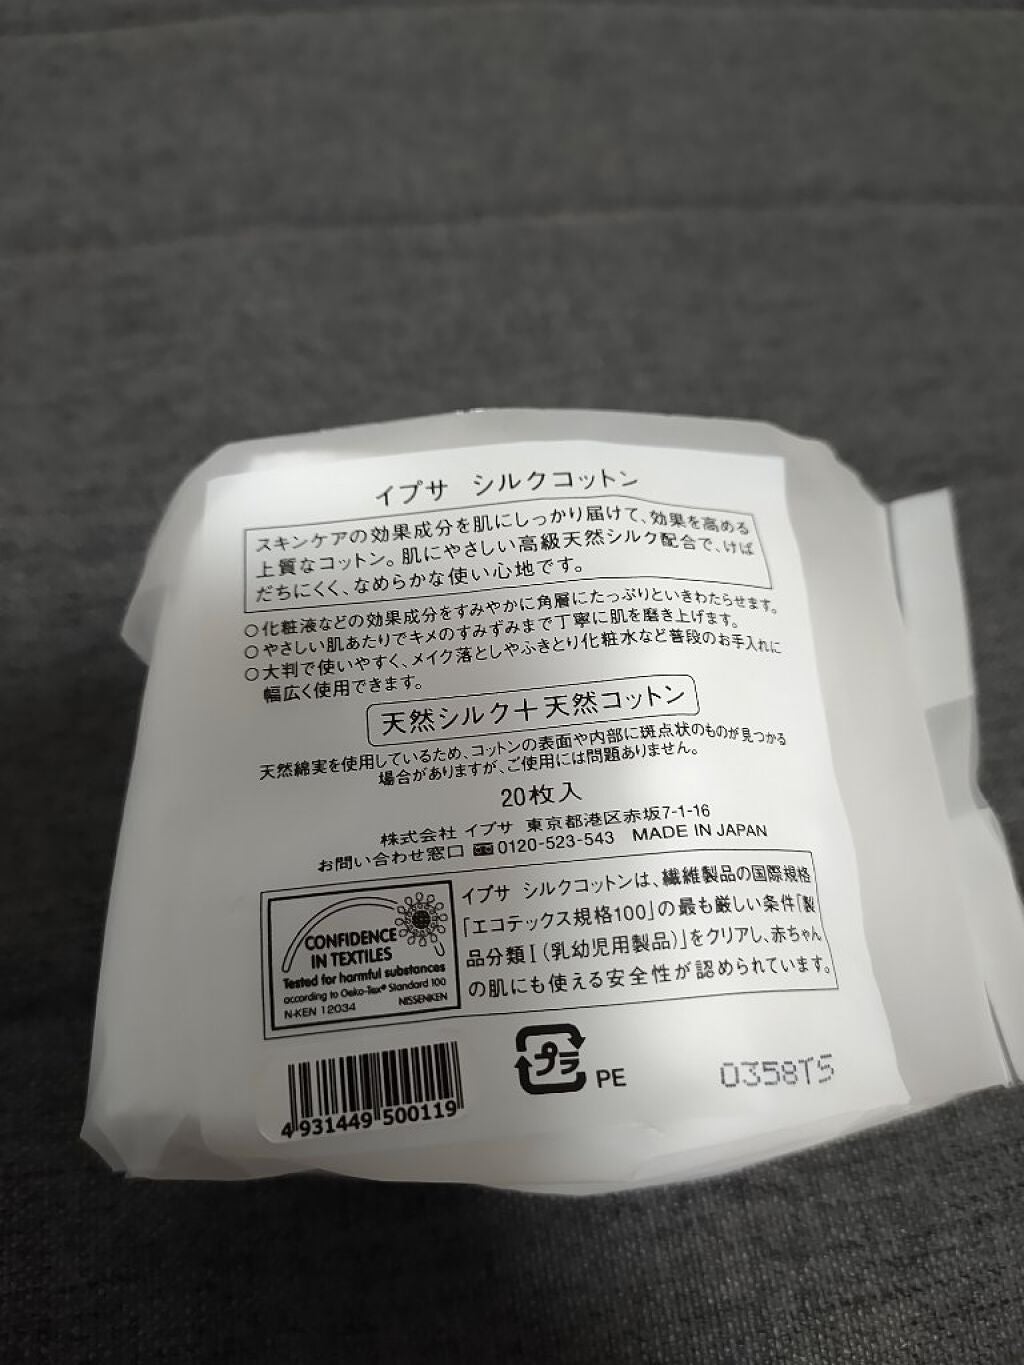 イプサ シルクコットン
スキンケアの効果成分を肌にしっかり届けて、効果を高める
上質なコットン。肌にやさしい高級天然シルク配合で、けば
だちにくく、なめらかな使い心地です。
○化粧液などの効果成分をすみやかに角層にたっぷりといきわたらせます。
○やさしい肌あたりでキメのすみずみまで丁寧に肌を磨き上げます。
○大判で使いやすく、メイク落としやふきとり化粧水など普段のお手入れに
幅広く使用できます。
天然シルク+天然コットン
天然綿実を使用しているため、コットンの表面や内部に斑点状のものが見つかる
場合がありますが、ご使用には問題ありません。
20枚入
株式会社 イプサ 東京都港区赤坂7-1-16
お問い合わせ窓口 0120-523-543 MADE IN JAPAN
CONFIDENCE
IN TEXTILES
Tested for harmful substances
according to Oeko-Tex® Standard 100
N-KEN 12034 NISSENKEN
イプサ シルクコットンは、繊維製品の国際規格
「エコテックス規格100」の最も厳しい条件「製
品分類Ⅰ(乳幼児用製品)」をクリアし、赤ちゃん
の肌にも使える安全性が認められています。
4931449500119
プラ PE
0358TS